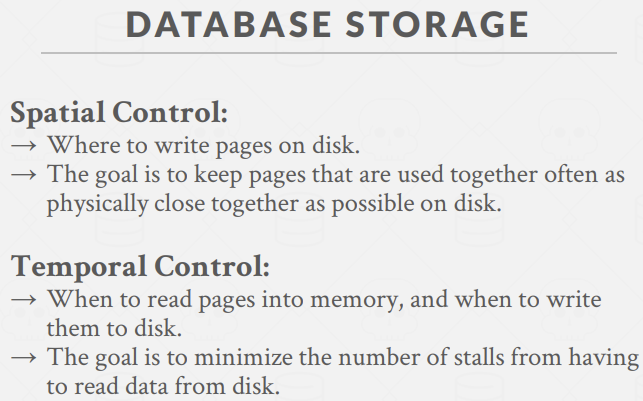 DATABASE STORAGE
Spatial Control:
→ Where to write pages on disk.
→ The goal is to keep pages that are used together often as
physically close together as possible on disk.
Temporal Control:
→ When to read pages into memory, and when to write
them to disk.
→ The goal is to minimize the number of stalls from having
to read data from disk.